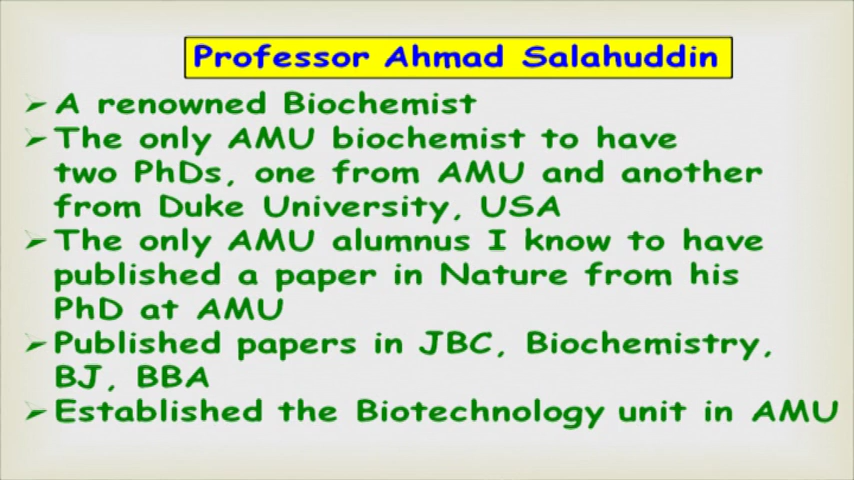 Professor Ahmad Salahuddin
➢ A renowned Biochemist
➢ The only AMU biochemist to have
two PhDs, one from AMU and another
from Duke University, USA
➢ The only AMU alumnus I know to have
published a paper in Nature from his
PhD at AMU
➢ Published papers in JBC, Biochemistry,
BJ, BBA
➢ Established the Biotechnology unit in AMU